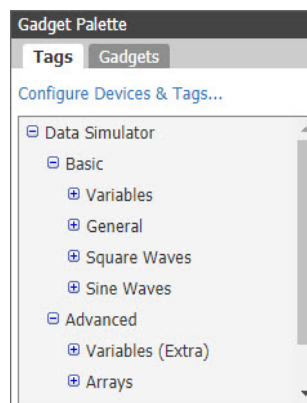 Gadget Palette
Tags Gadgets
Configure Devices & Tags...
Data Simulator
Basic
Variables
General
Square Waves
Sine Waves
Advanced
Variables (Extra)
Arrays